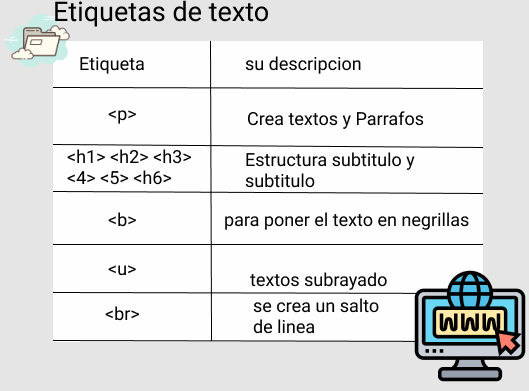 Etiquetas de texto
Etiqueta
su descripcion
<p>
Crea textos y Parrafos
<h1> <h2> <h3>
<4> <5> <h6>
Estructura subtitulo y
subtitulo
<b>
para poner el texto en negrillas
<u>
textos subrayado
<br>
se crea un salto
de linea
WWW